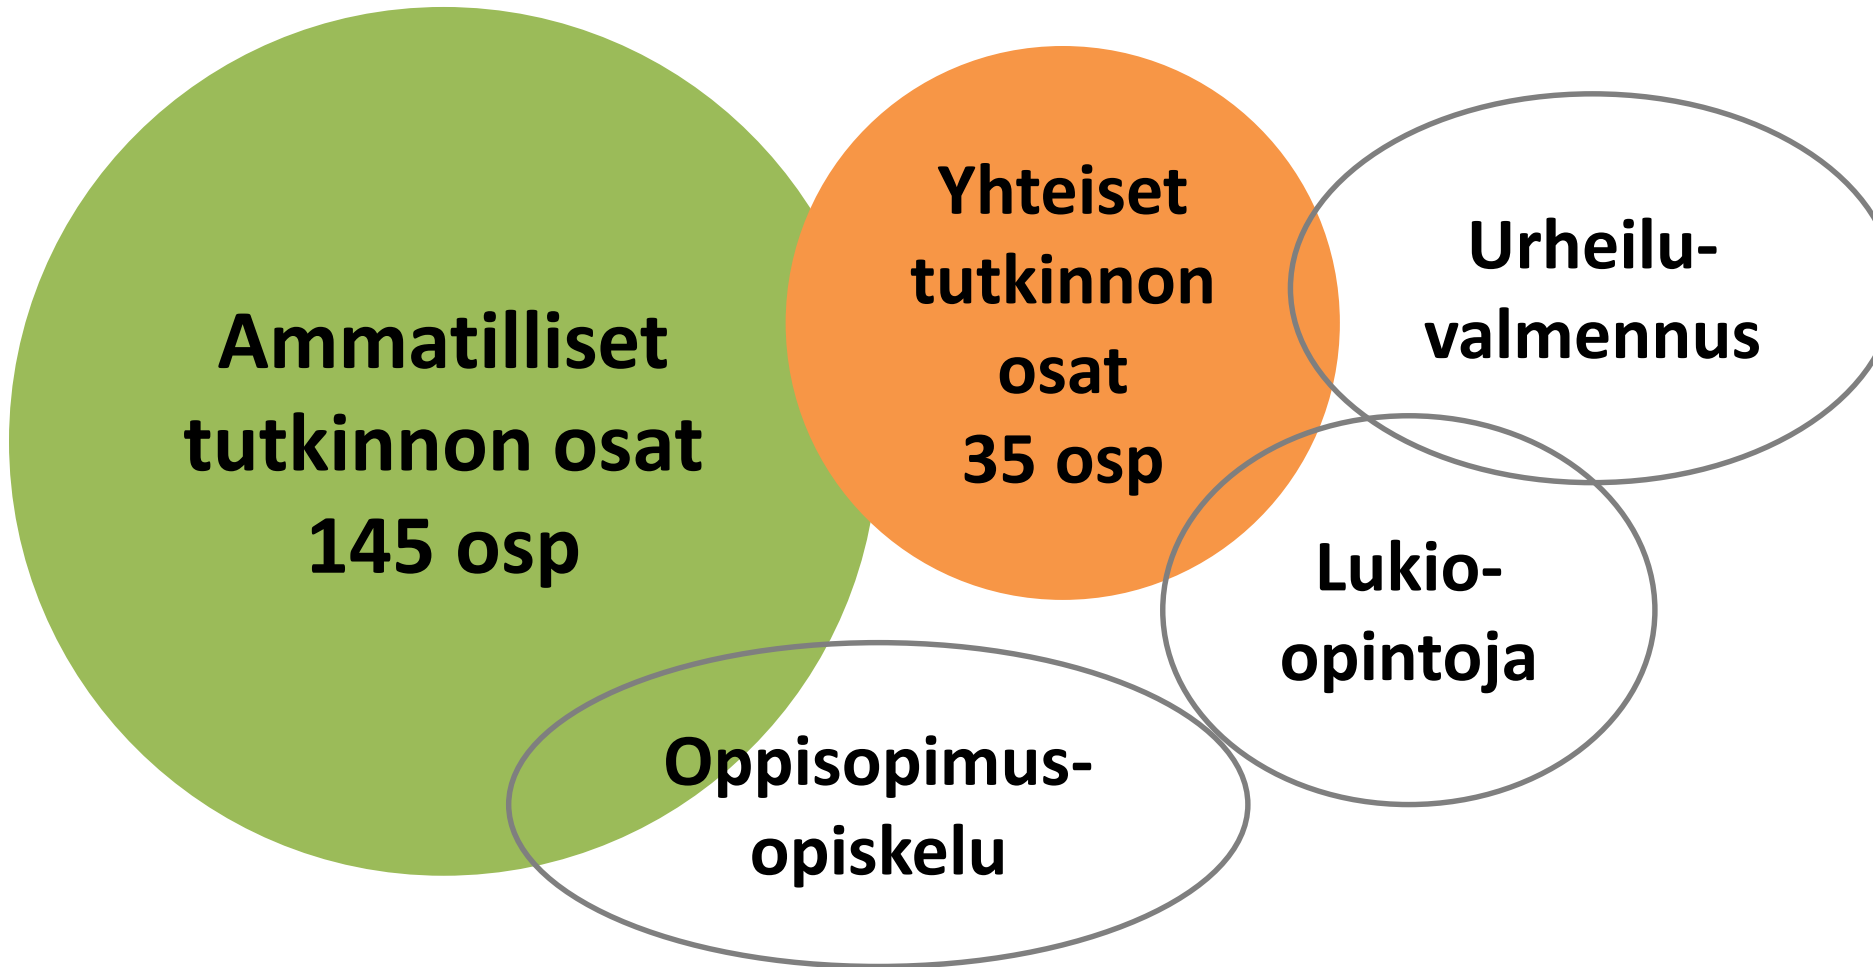 Ammatilliset
tutkinnon osat
145 osp
Yhteiset
tutkinnon
osat
35 osp
Urheilu-
valmennus
Lukio-
opintoja
Oppisopimus-
opiskelu